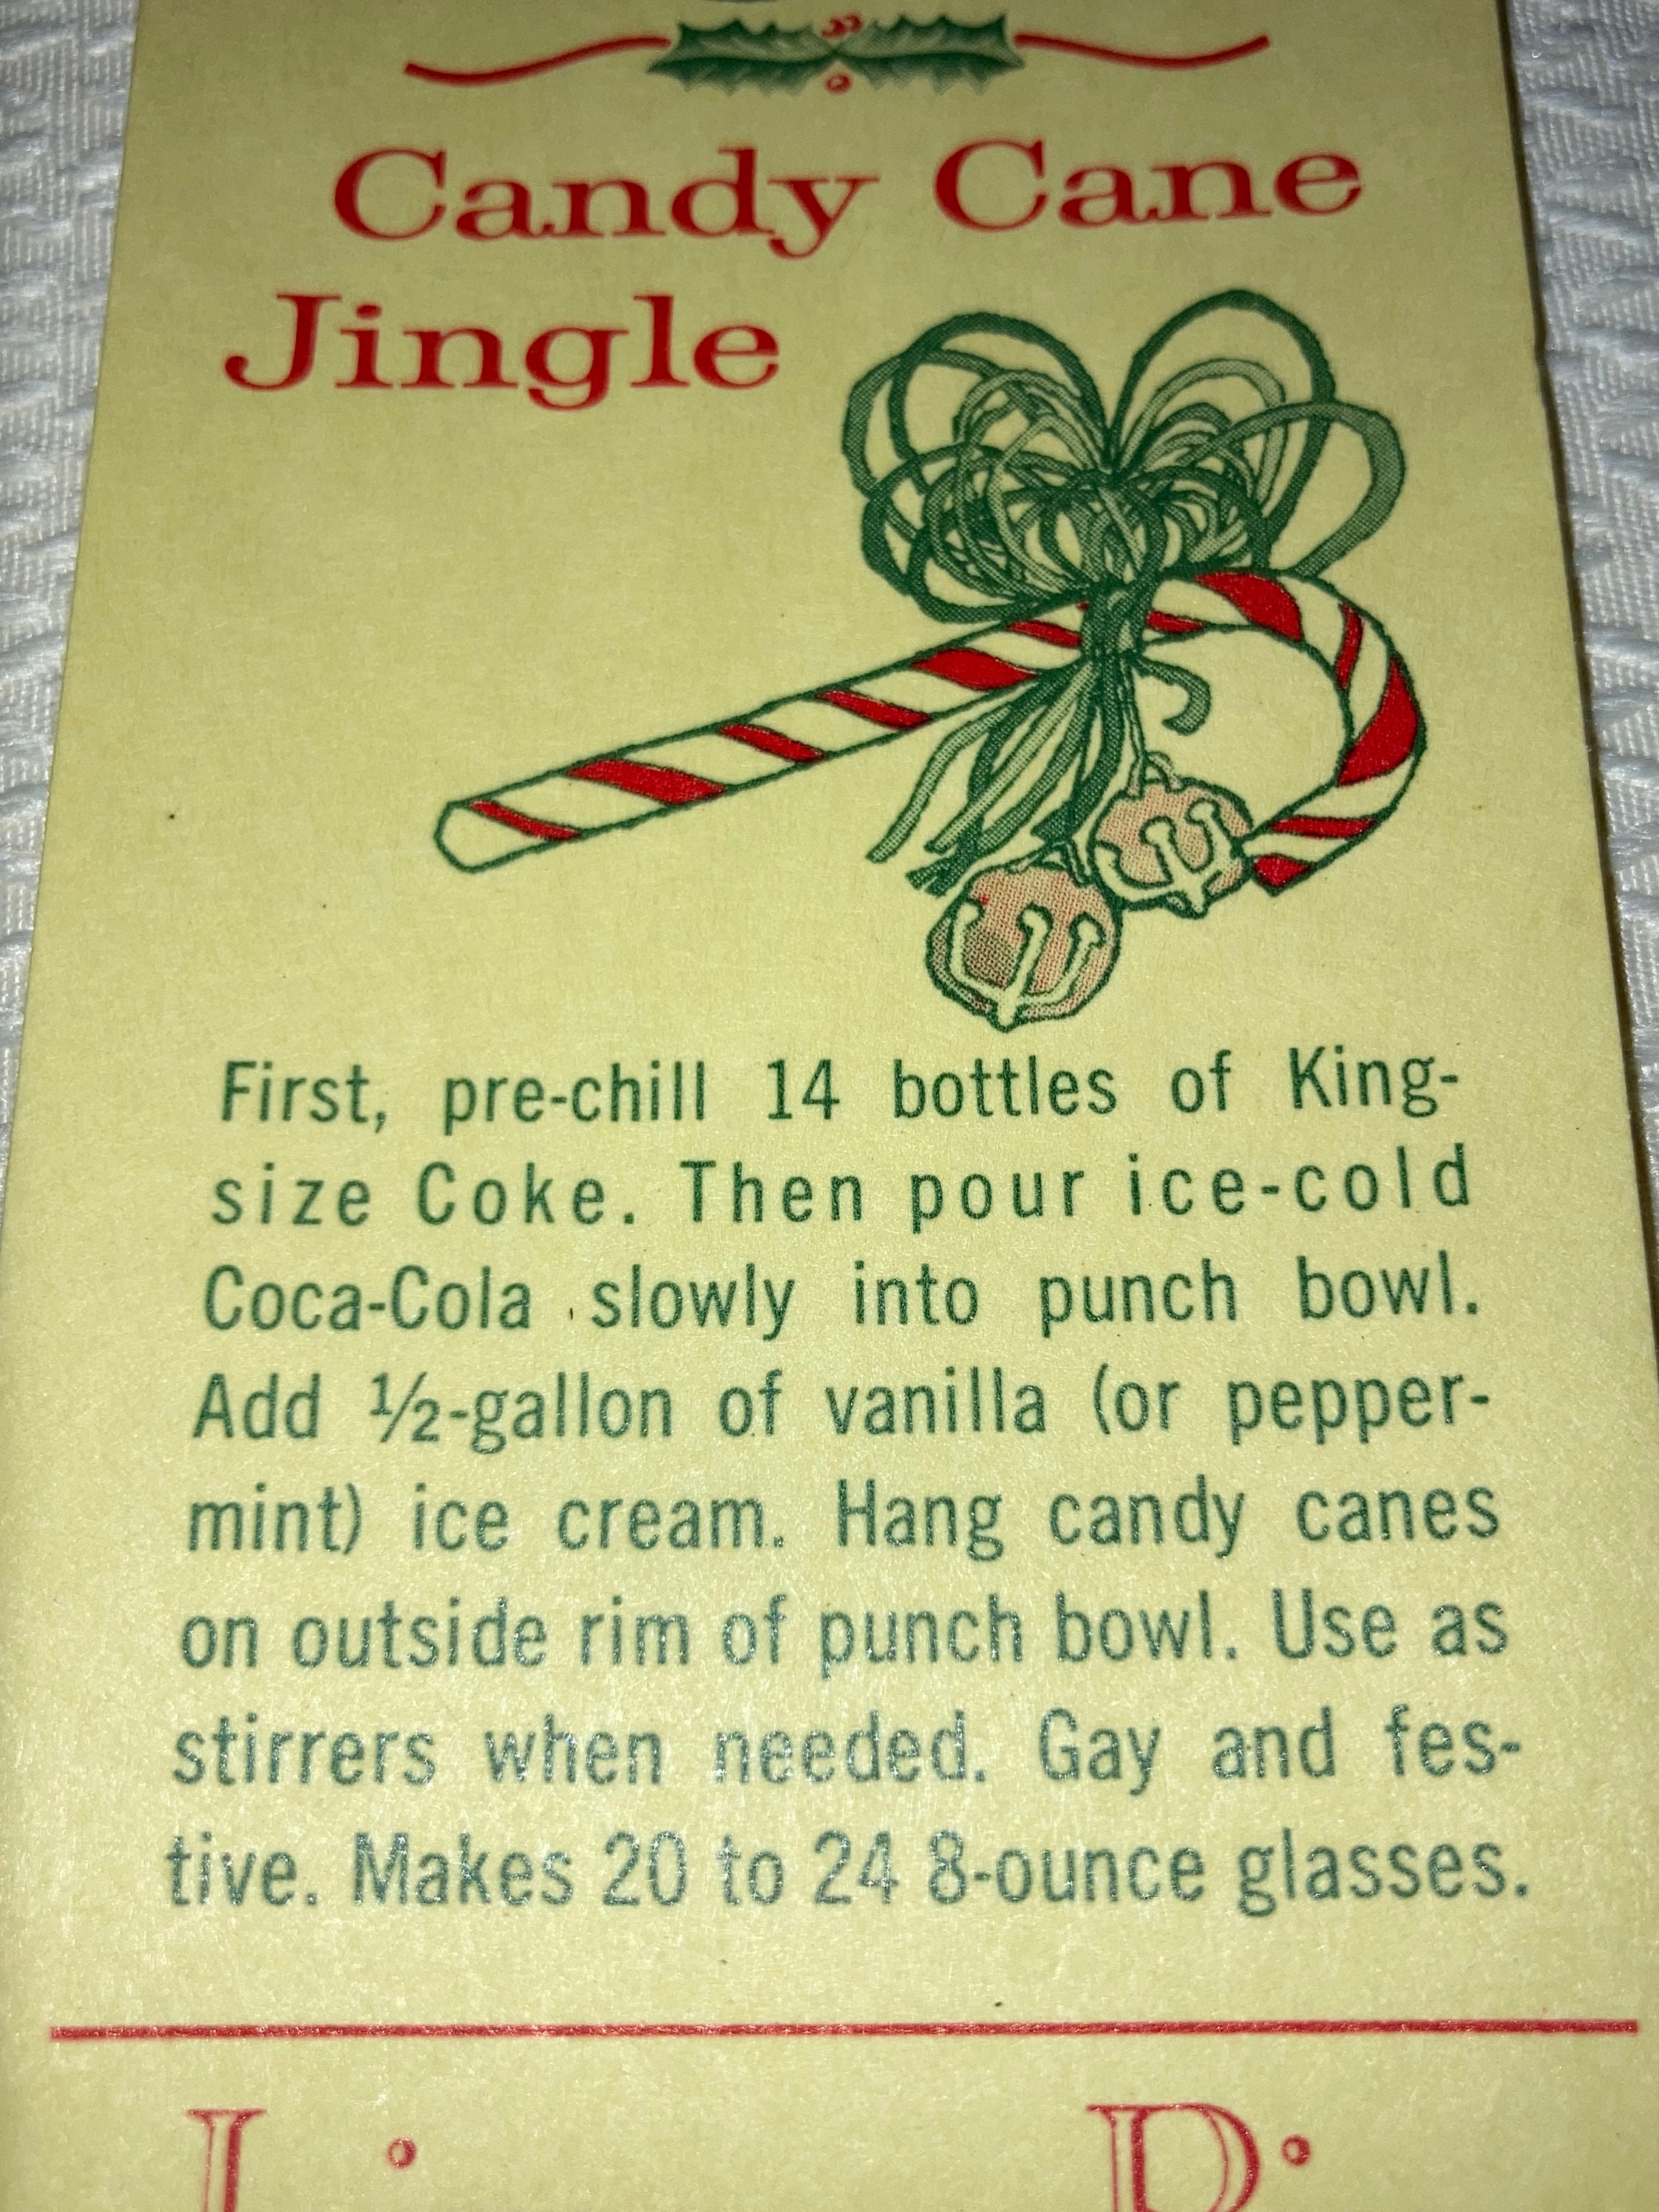 Candy Cane
Jingle
First, pre-chill 14 bottles of King-
size Coke. Then pour ice-cold
Coca-Cola slowly into punch bowl.
Add ½-gallon of vanilla (or pepper-
mint) ice cream. Hang candy canes
on outside rim of punch bowl. Use as
stirrers when needed. Gay and fes-
tive. Makes 20 to 24 8-ounce glasses.